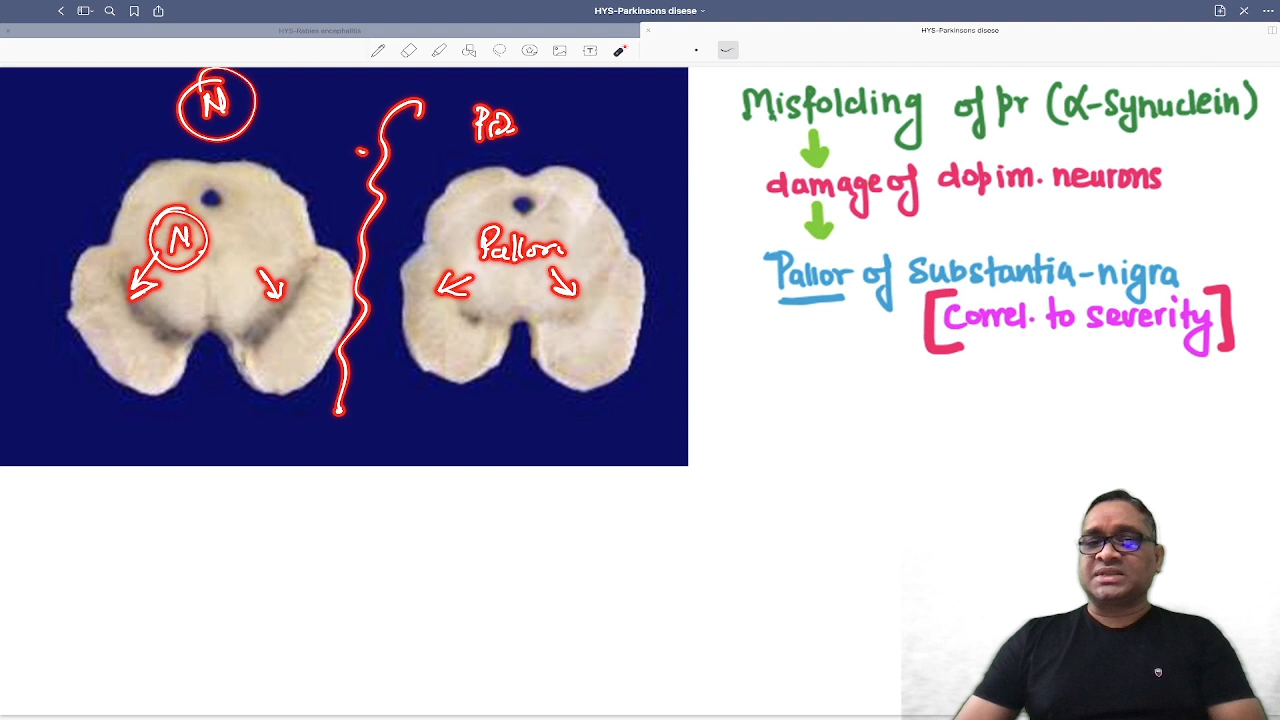 HYS-Parkinsons disese
HYS-Rabies encephalitis
HYS-Parkinsons disese
N
PD
N
Pallor
Misfolding of pr (α-Synuclein)
damage of dopim. neurons
Pallor of Substantia-nigra
[Correl. to severity]